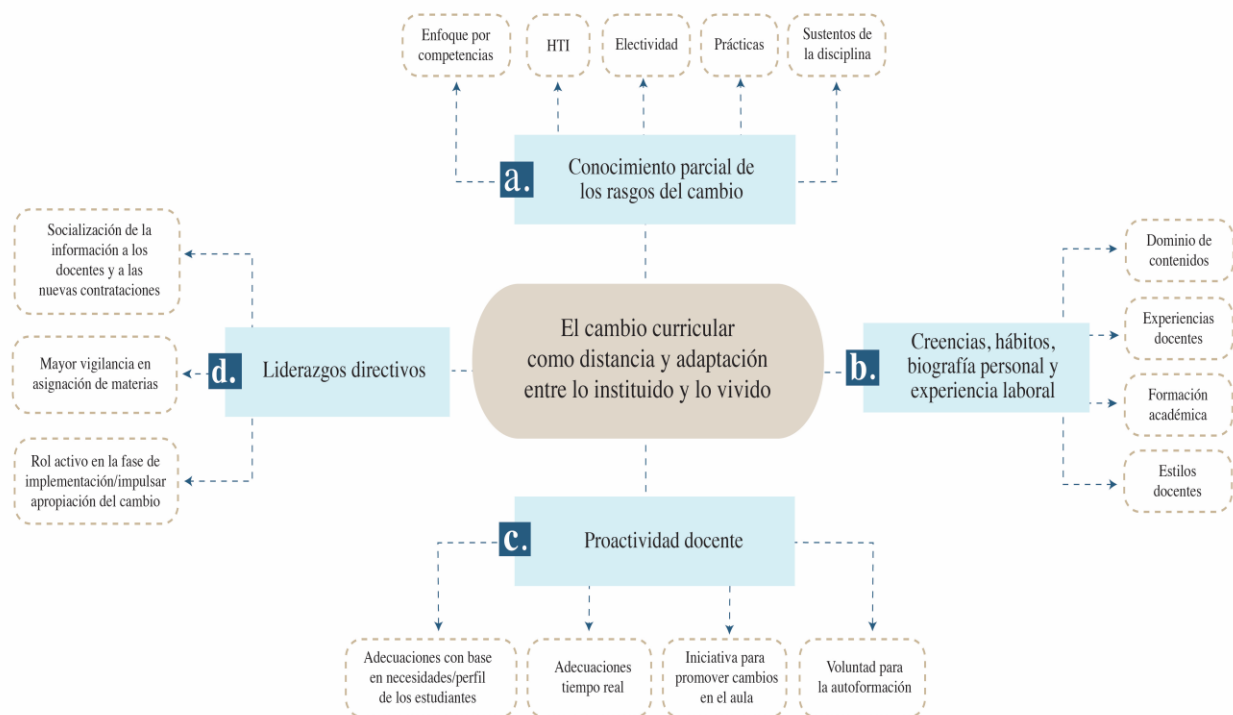 Enfoque por
competencias
HTI
Electividad
Prácticas
Sustentos de
la disciplina
a.
Conocimiento parcial de
los rasgos del cambio
Socialización de la
información a los
docentes y a las
nuevas contrataciones
Mayor vigilancia en
asignación de materias
Rol activo en la fase de
implementación/impulsar
apropiación del cambio
d.
Liderazgos directivos
El cambio curricular
como distancia y adaptación
entre lo instituido y lo vivido
b.
Creencias, hábitos,
biografía personal y
experiencia laboral
Dominio de
contenidos
Experiencias
docentes
Formación
académica
Estilos
docentes
c.
Proactividad docente
Adecuaciones con base
en necesidades/perfil
de los estudiantes
Adecuaciones
tiempo real
Iniciativa para
promover cambios
en el aula
Voluntad para
la autoformación